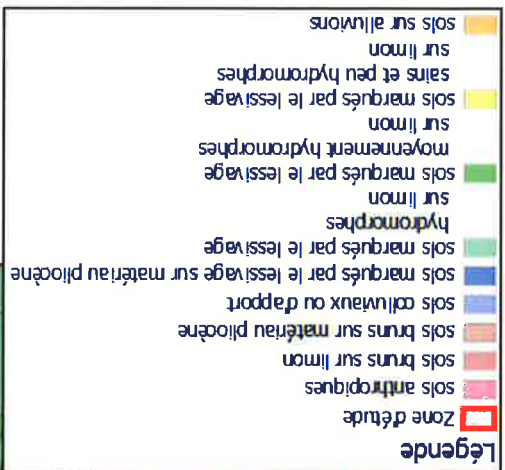 Légende
Zone d'étude
sols anthropiques
sols bruns sur limon
sols bruns sur matériau pliocène
sols colluviaux ou d'apport
sols marqués par le lessivage sur matériau pliocène
sols marqués par le lessivage
hydromorphes
sur limon
sols marqués par le lessivage
moyennement hydromorphes
sur limon
sols marqués par le lessivage
sains et peu hydromorphes
sur limon
sols sur alluvions